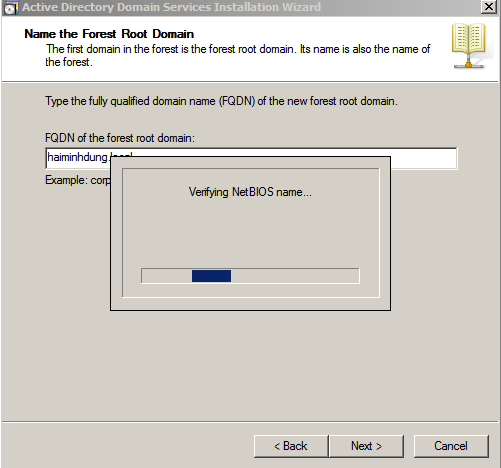 Active Directory Domain Services Installation Wizard
Name the Forest Root Domain
The first domain in the forest is the forest root domain. Its name is also the name of
the forest.
Type the fully qualified domain name (FQDN) of the new forest root domain.
FQDN of the forest root domain:
haiminhdung.local
Example: corp
Verifying NetBIOS name...
< Back
Next >
Cancel